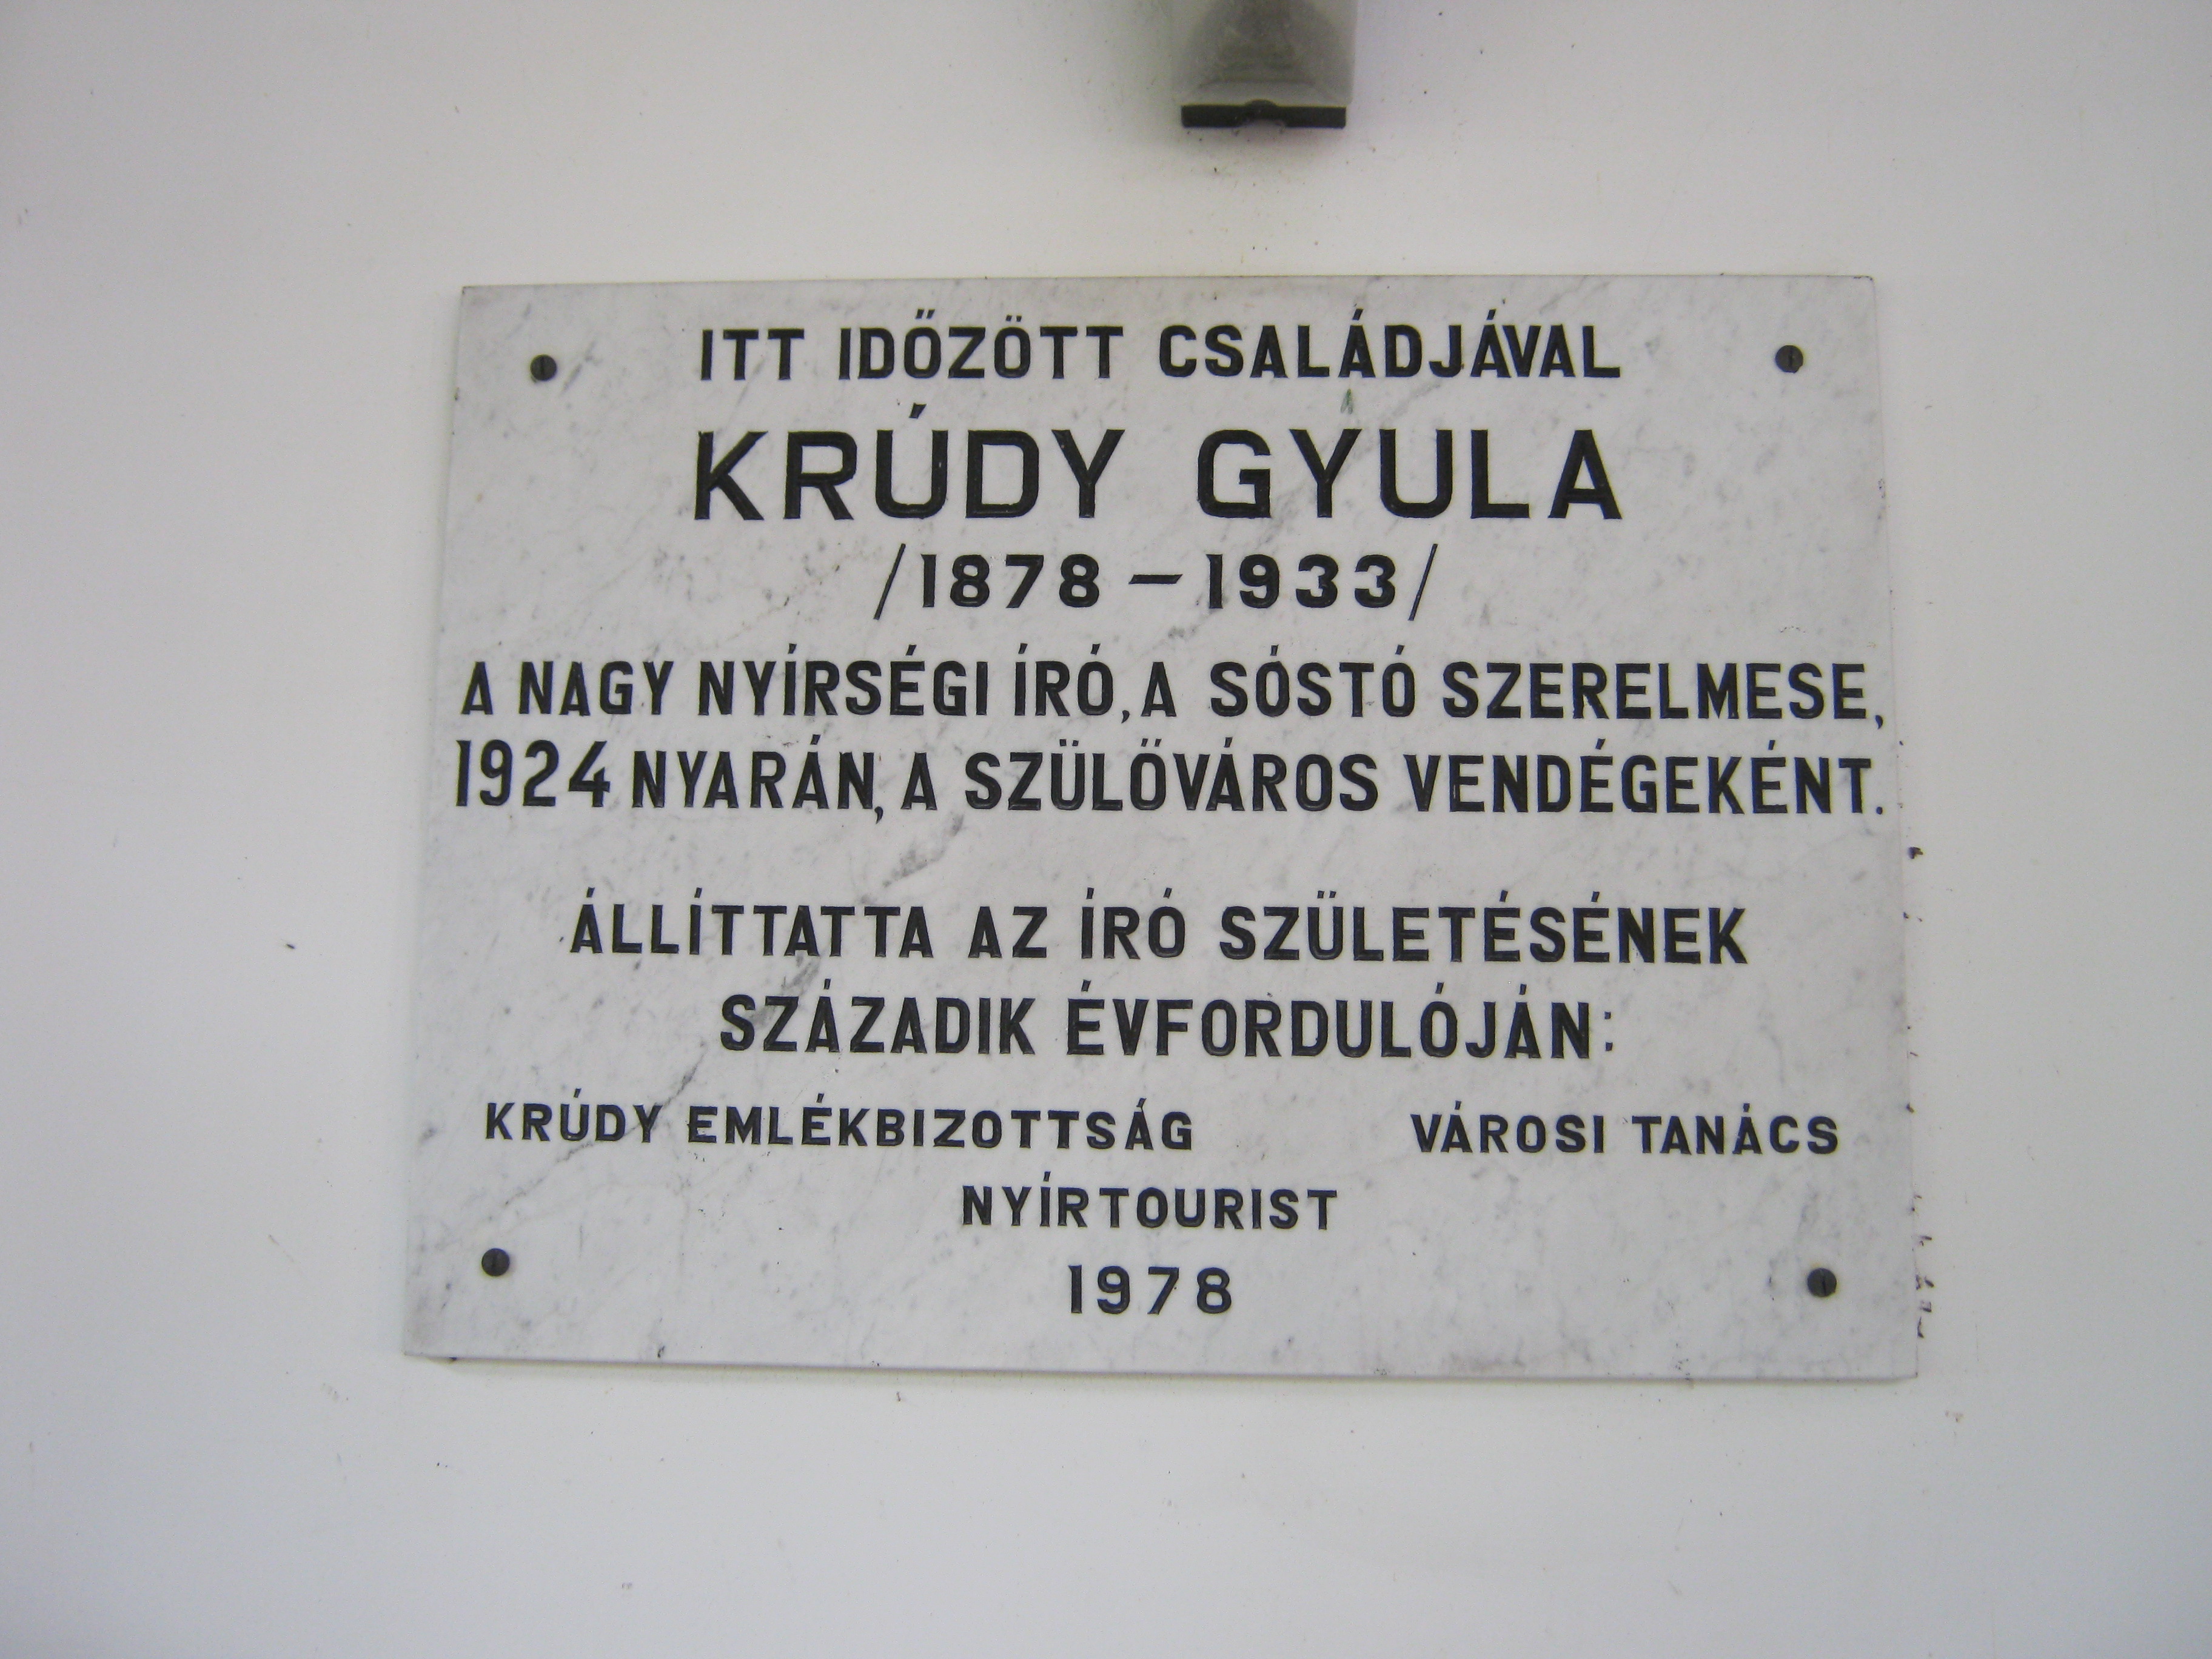 ITT IDŐZÖTT CSALÁDJÁVAL
KRÚDY GYULA
/1878 — 1933/
A NAGY NYÍRSÉGI ÍRÓ, A SÓSTÓ SZERELMESE,
1924 NYARÁN, A SZÜLŐVÁROS VENDÉGEKÉNT.
ÁLLÍTTATTA AZ ÍRÓ SZÜLETÉSÉNEK
SZÁZADIK ÉVFORDULÓJÁN:
KRÚDY EMLÉKBIZOTTSÁG VÁROSI TANÁCS
NYÍRTOURIST
1978